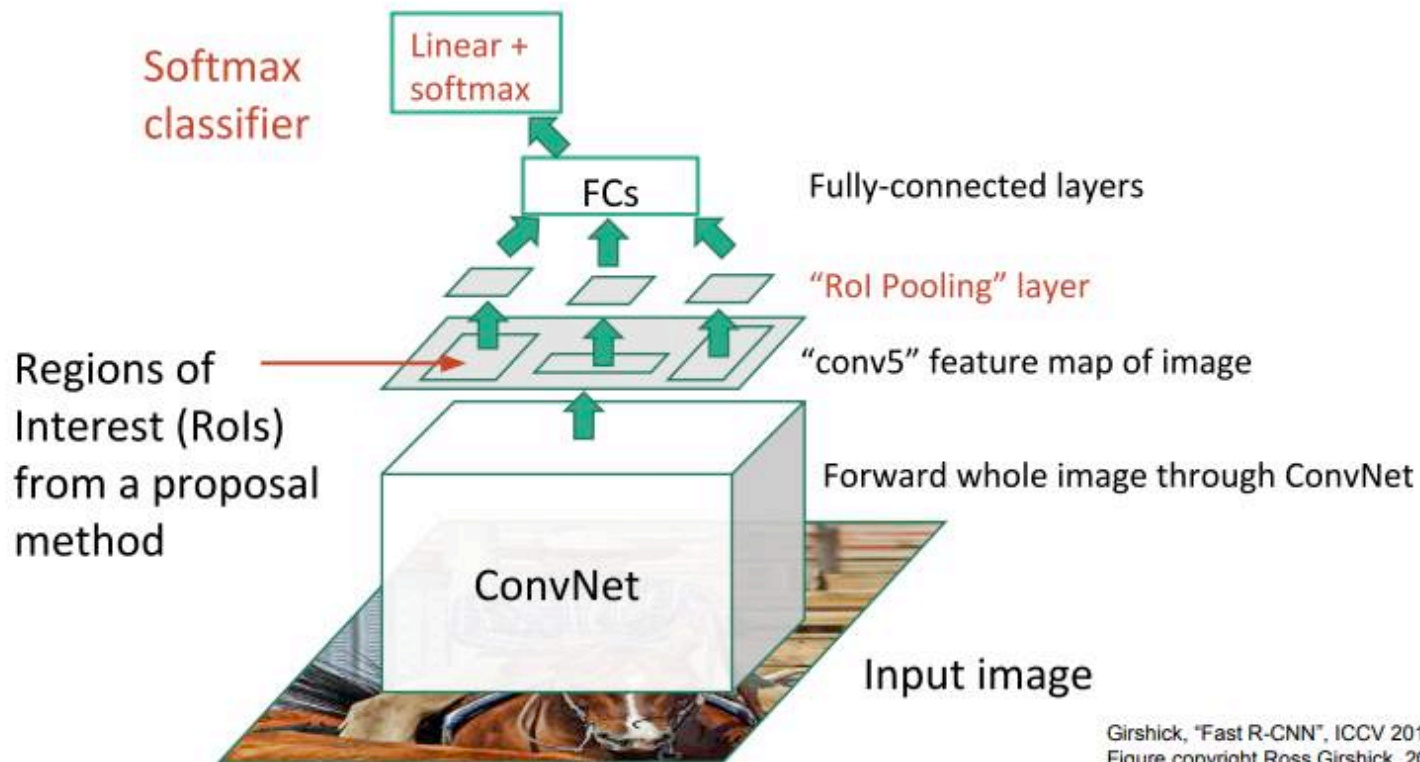 Softmax
classifier
Linear +
softmax
FCs
Fully-connected layers
"RoI Pooling" layer
Regions of
Interest (RoIs)
from a proposal
method
"conv5" feature map of image
Forward whole image through ConvNet
ConvNet
Input image
Girshick, "Fast R-CNN", ICCV 201
Figure copyright Ross Girshick, 20